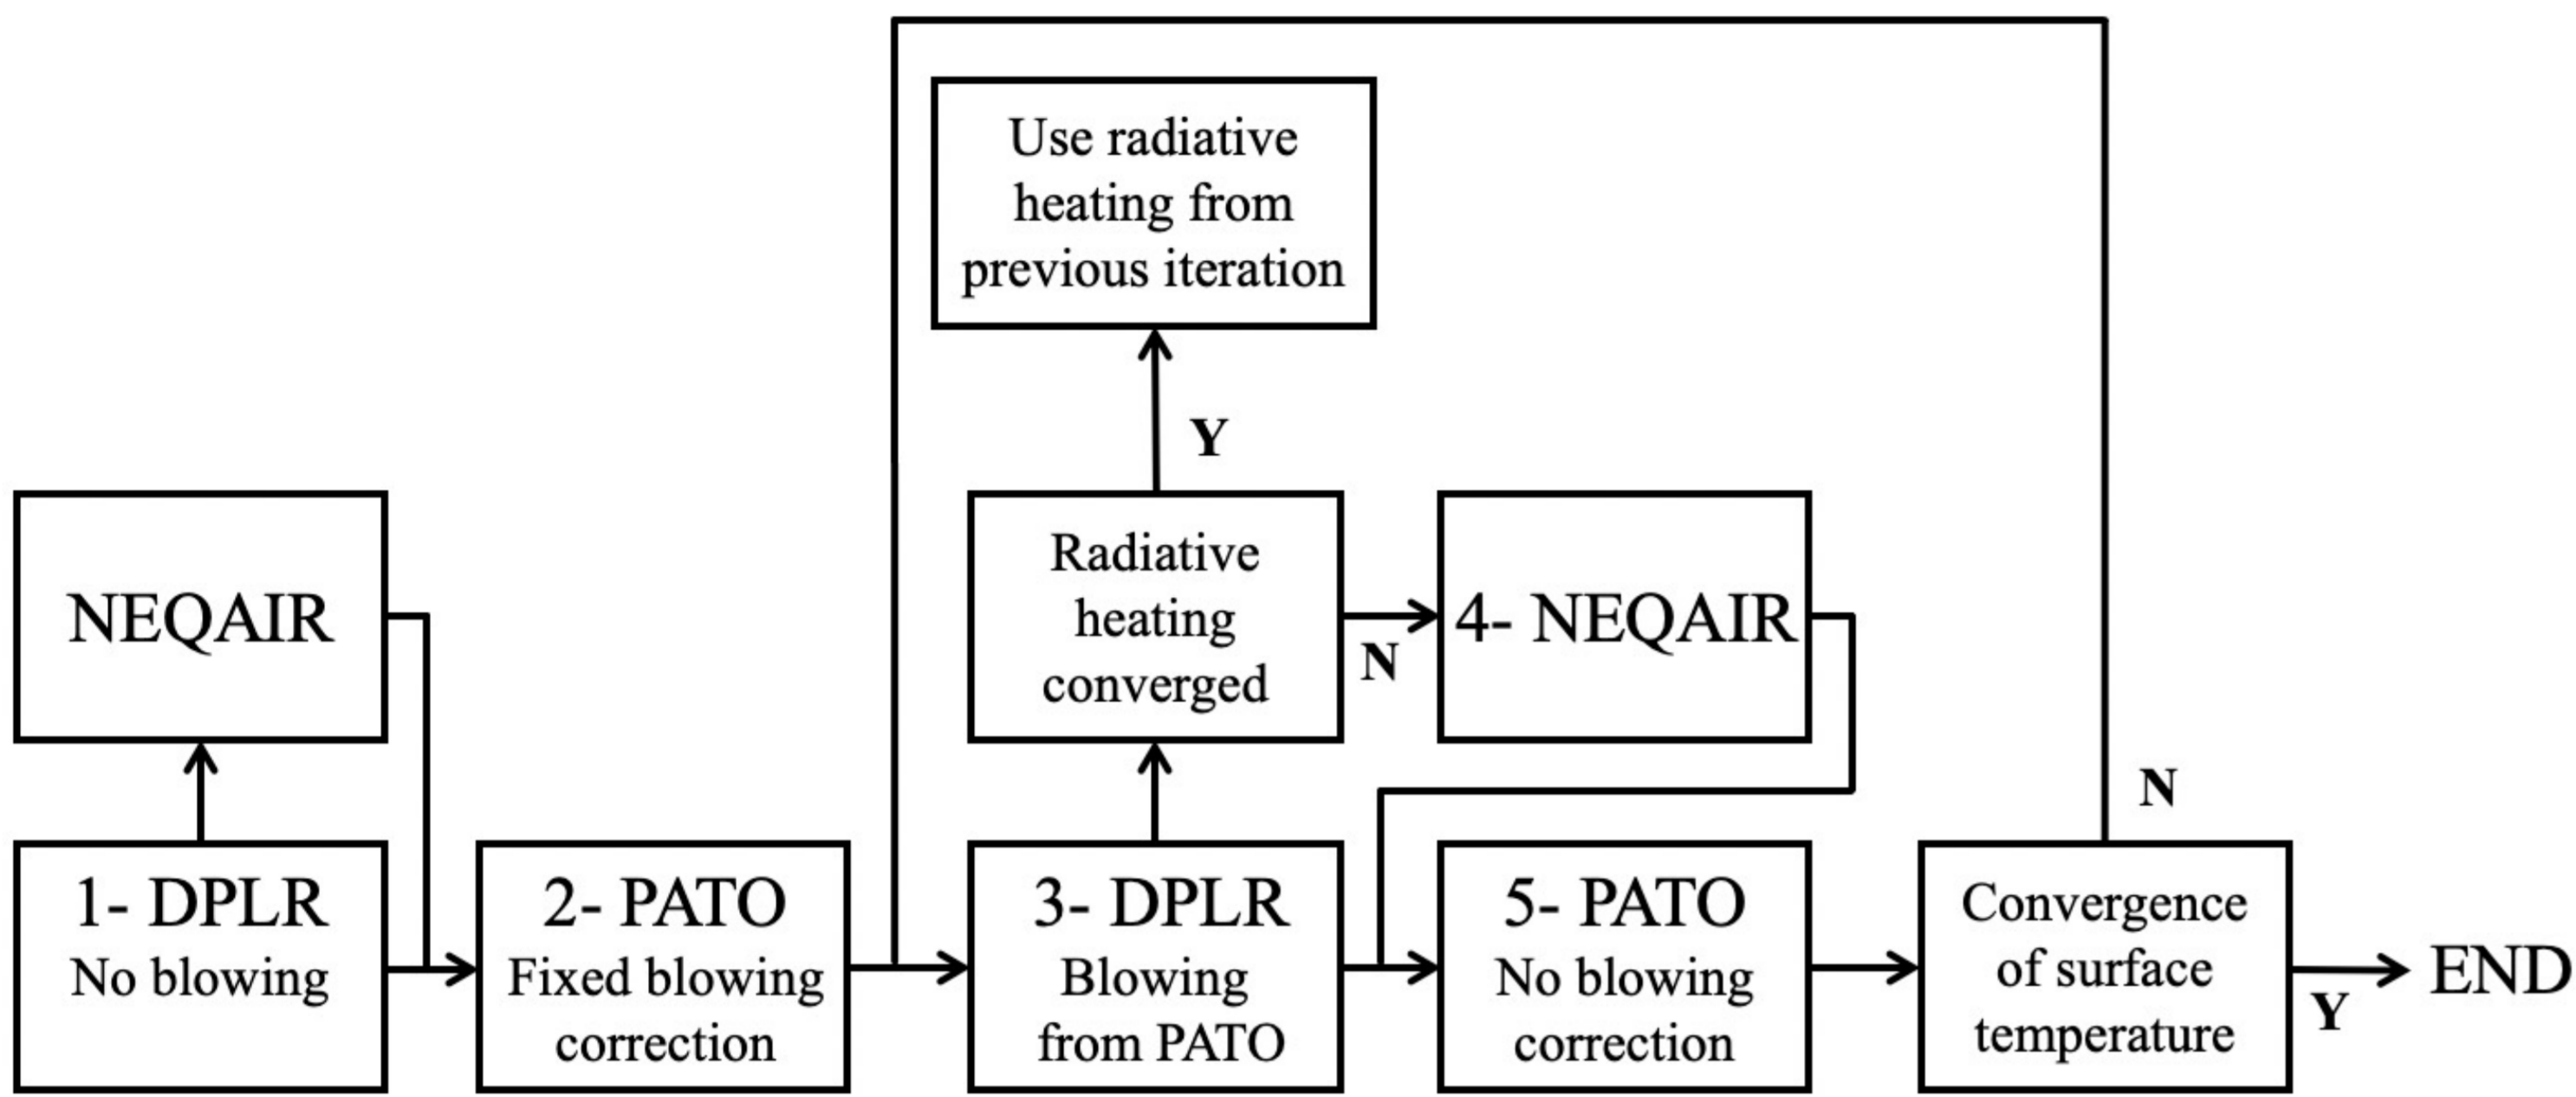 Use radiative
heating from
previous iteration
Y
NEQAIR
Radiative
heating
converged
N
4- NEQAIR
N
1- DPLR
No blowing
2- PATO
Fixed blowing
correction
3- DPLR
Blowing
from PATO
5- PATO
No blowing
correction
Convergence
of surface
temperature
Y
END